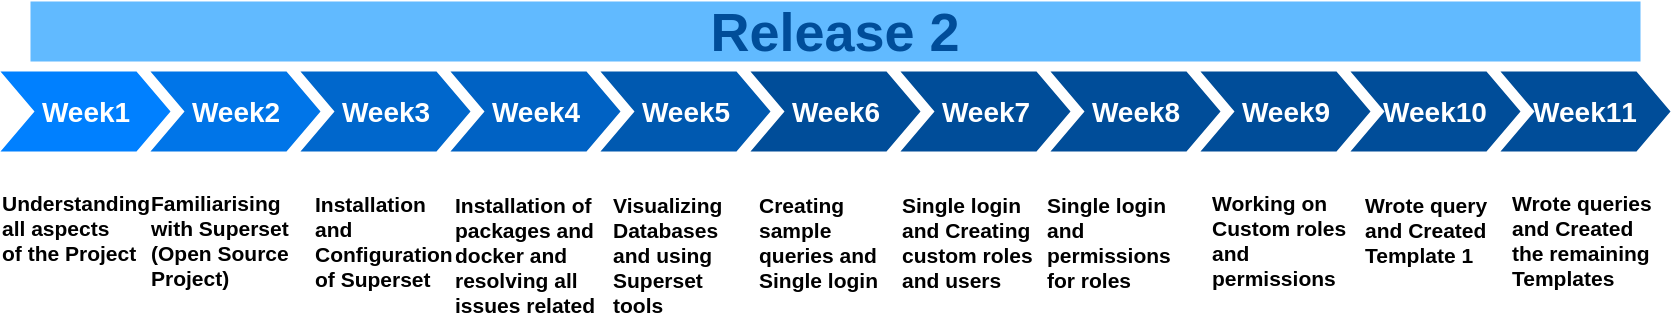 Release 2
Week1
Week2
Week3
Week4
Week5
Week6
Week7
Week8
Week9
Week10
Week11
Understanding
all aspects
of the Project
Familiarising
with Superset
(Open Source
Project)
Installation
and
Configuration
of Superset
Installation of
packages and
docker and
resolving all
issues related
Visualizing
Databases
and using
Superset
tools
Creating
sample
queries and
Single login
Single login
and Creating
custom roles
and users
Single login
and
permissions
for roles
Working on
Custom roles
and
permissions
Wrote query
and Created
Template 1
Wrote queries
and Created
the remaining
Templates